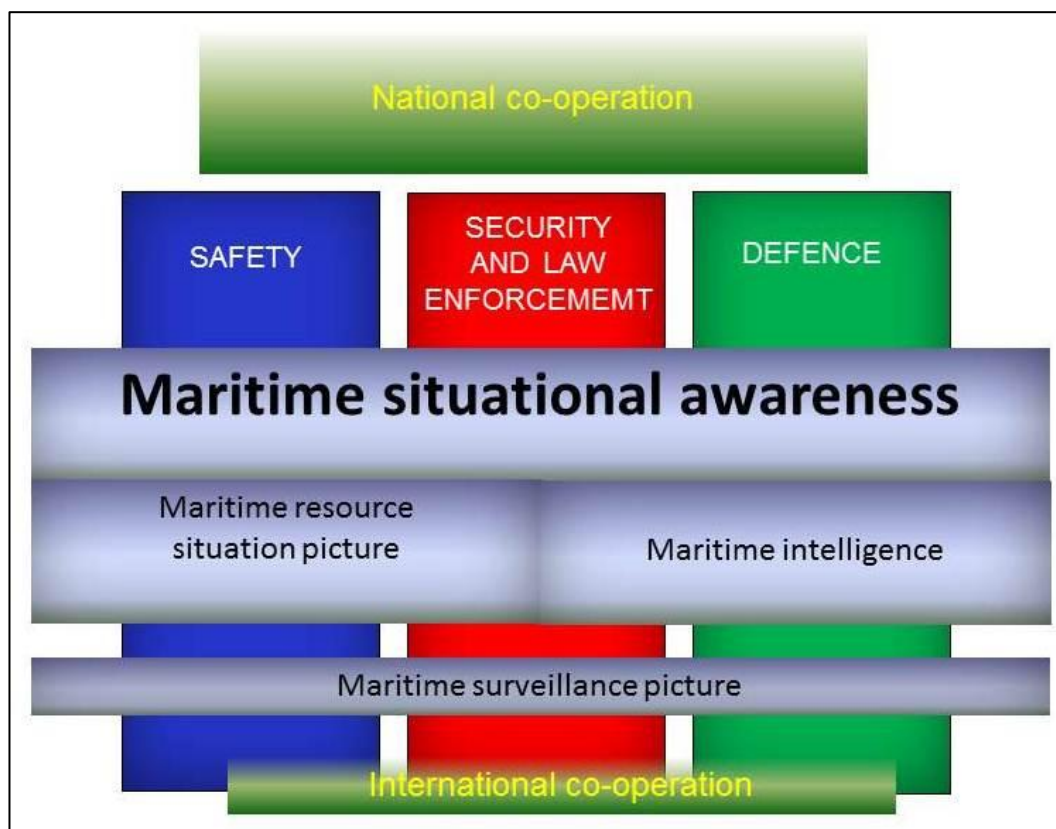 National co-operation
SAFETY
SECURITY
AND LAW
ENFORCEMEMT
DEFENCE
Maritime situational awareness
Maritime resource
situation picture
Maritime intelligence
Maritime surveillance picture
International co-operation